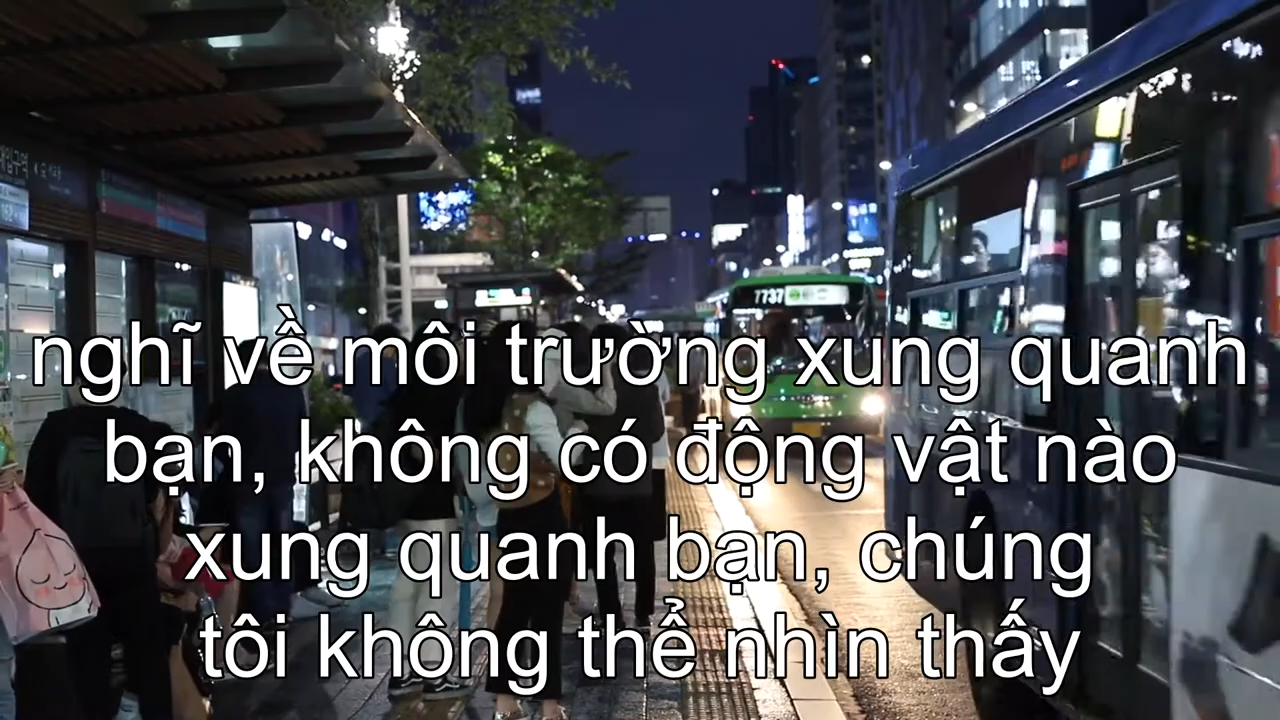 7737
nghĩ về môi trường xung quanh
bạn, không có động vật nào
xung quanh bạn, chúng
tôi không thể nhìn thấy